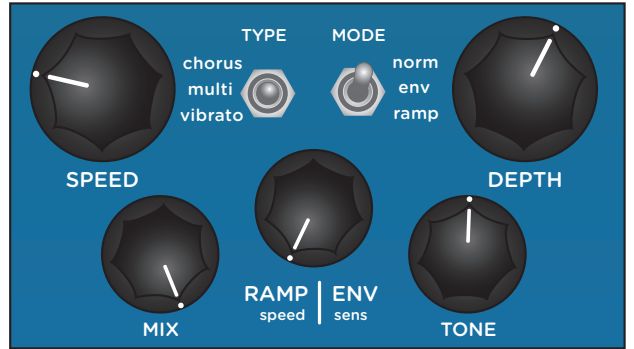 TYPE
MODE
chorus
multi
vibrato
norm
env
ramp
SPEED
DEPTH
RAMP | ENV
speed | sens
MIX
TONE